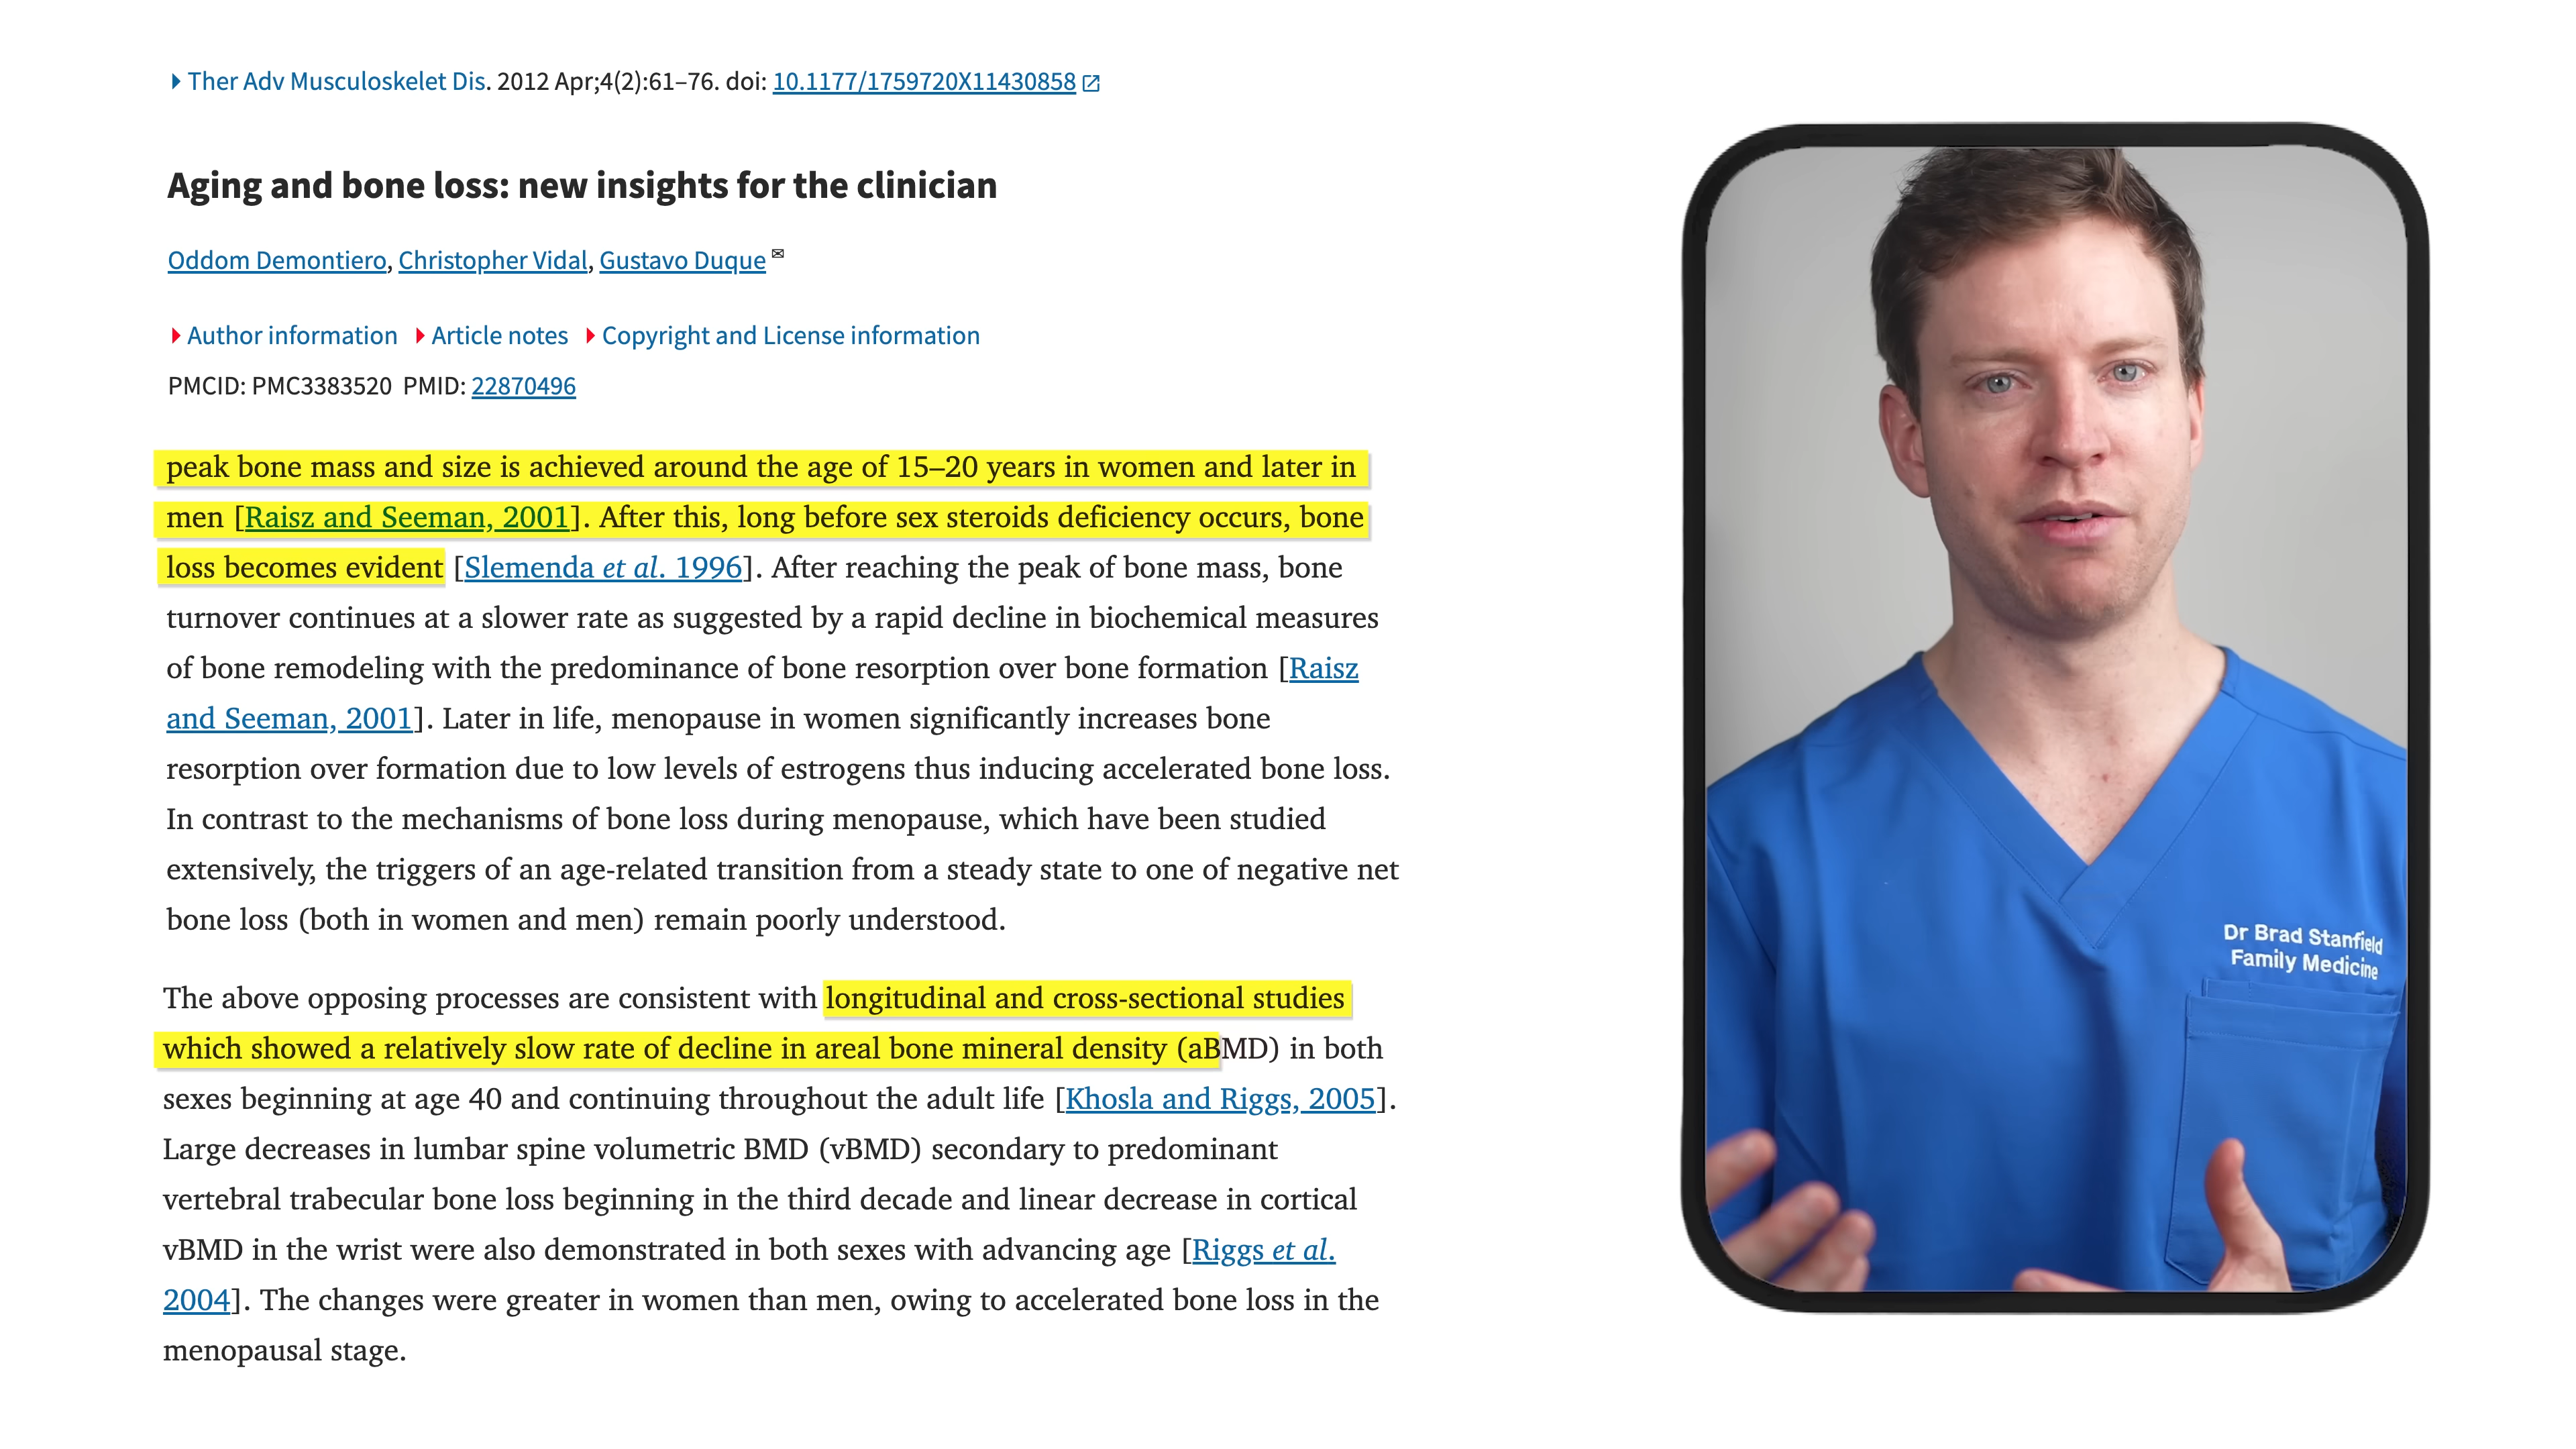 Ther Adv Musculoskelet Dis. 2012 Apr;4(2):61–76. doi: 10.1177/1759720X11430858
Aging and bone loss: new insights for the clinician
Oddom Demontiero, Christopher Vidal, Gustavo Duque
Author information Article notes Copyright and License information
PMCID: PMC3383520 PMID: 22870496
peak bone mass and size is achieved around the age of 15–20 years in women and later in
men [Raisz and Seeman, 2001]. After this, long before sex steroids deficiency occurs, bone
loss becomes evident [Slemenda et al. 1996]. After reaching the peak of bone mass, bone
turnover continues at a slower rate as suggested by a rapid decline in biochemical measures
of bone remodeling with the predominance of bone resorption over bone formation [Raisz
and Seeman, 2001]. Later in life, menopause in women significantly increases bone
resorption over formation due to low levels of estrogens thus inducing accelerated bone loss.
In contrast to the mechanisms of bone loss during menopause, which have been studied
extensively, the triggers of an age-related transition from a steady state to one of negative net
bone loss (both in women and men) remain poorly understood.
The above opposing processes are consistent with longitudinal and cross-sectional studies
which showed a relatively slow rate of decline in areal bone mineral density (aBMD) in both
sexes beginning at age 40 and continuing throughout the adult life [Khosla and Riggs, 2005].
Large decreases in lumbar spine volumetric BMD (vBMD) secondary to predominant
vertebral trabecular bone loss beginning in the third decade and linear decrease in cortical
vBMD in the wrist were also demonstrated in both sexes with advancing age [Riggs et al.
2004]. The changes were greater in women than men, owing to accelerated bone loss in the
menopausal stage.
Dr Brad Stanfield
Family Medicine